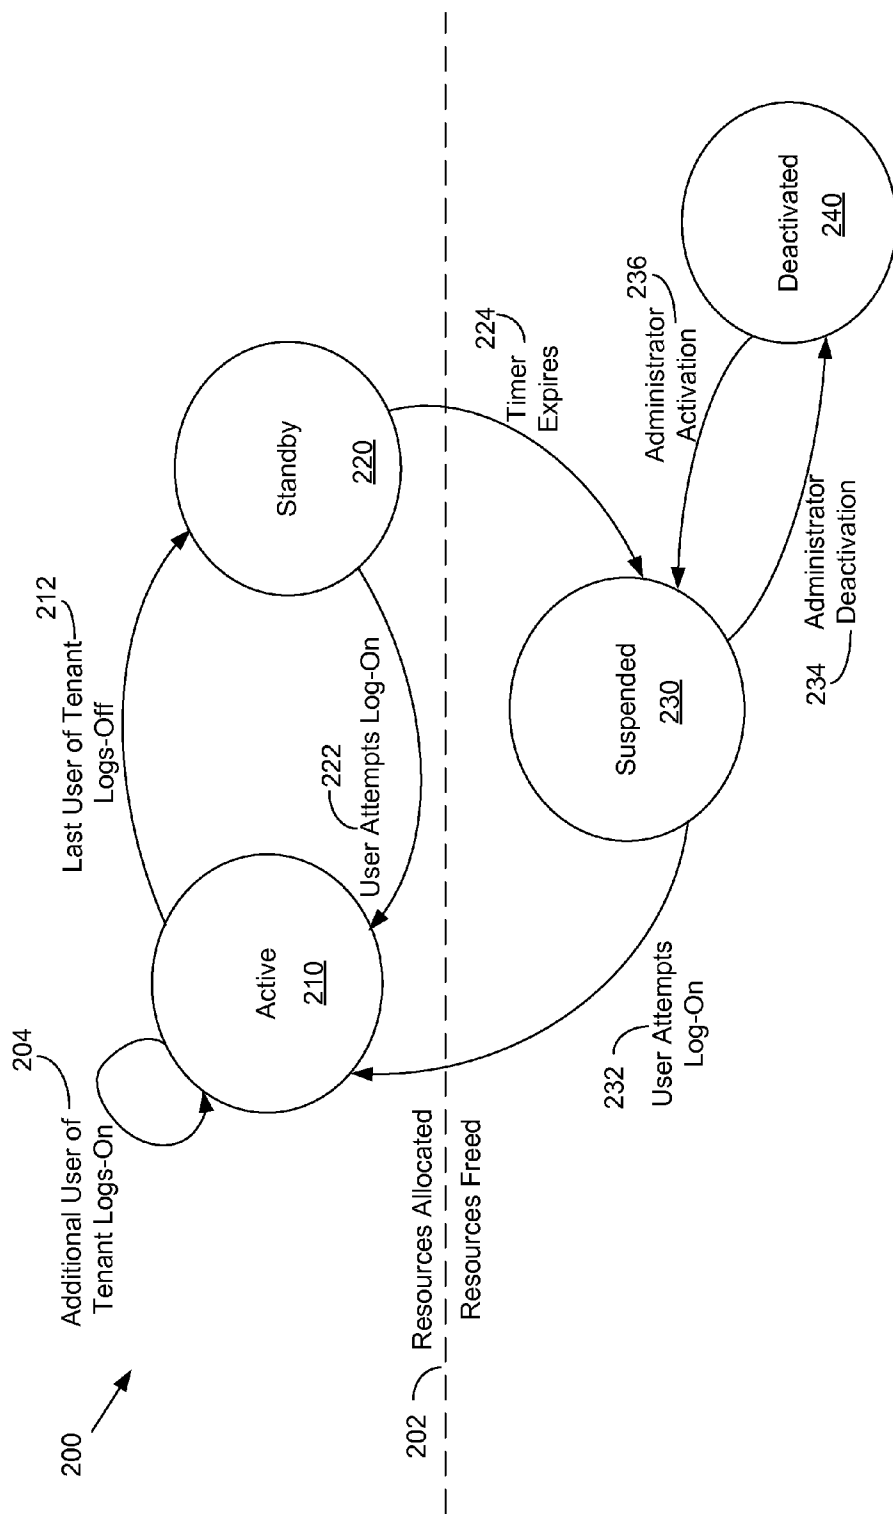 200
Additional User of
Tenant Logs-On
204
Last User of Tenant
Logs-Off
212
Active
210
User Attempts Log-On
222
Standby
220
202
Resources Allocated
Resources Freed
Timer
Expires
224
232
User Attempts
Log-On
Suspended
230
Administrator
Activation
236
234
Administrator
Deactivation
Deactivated
240